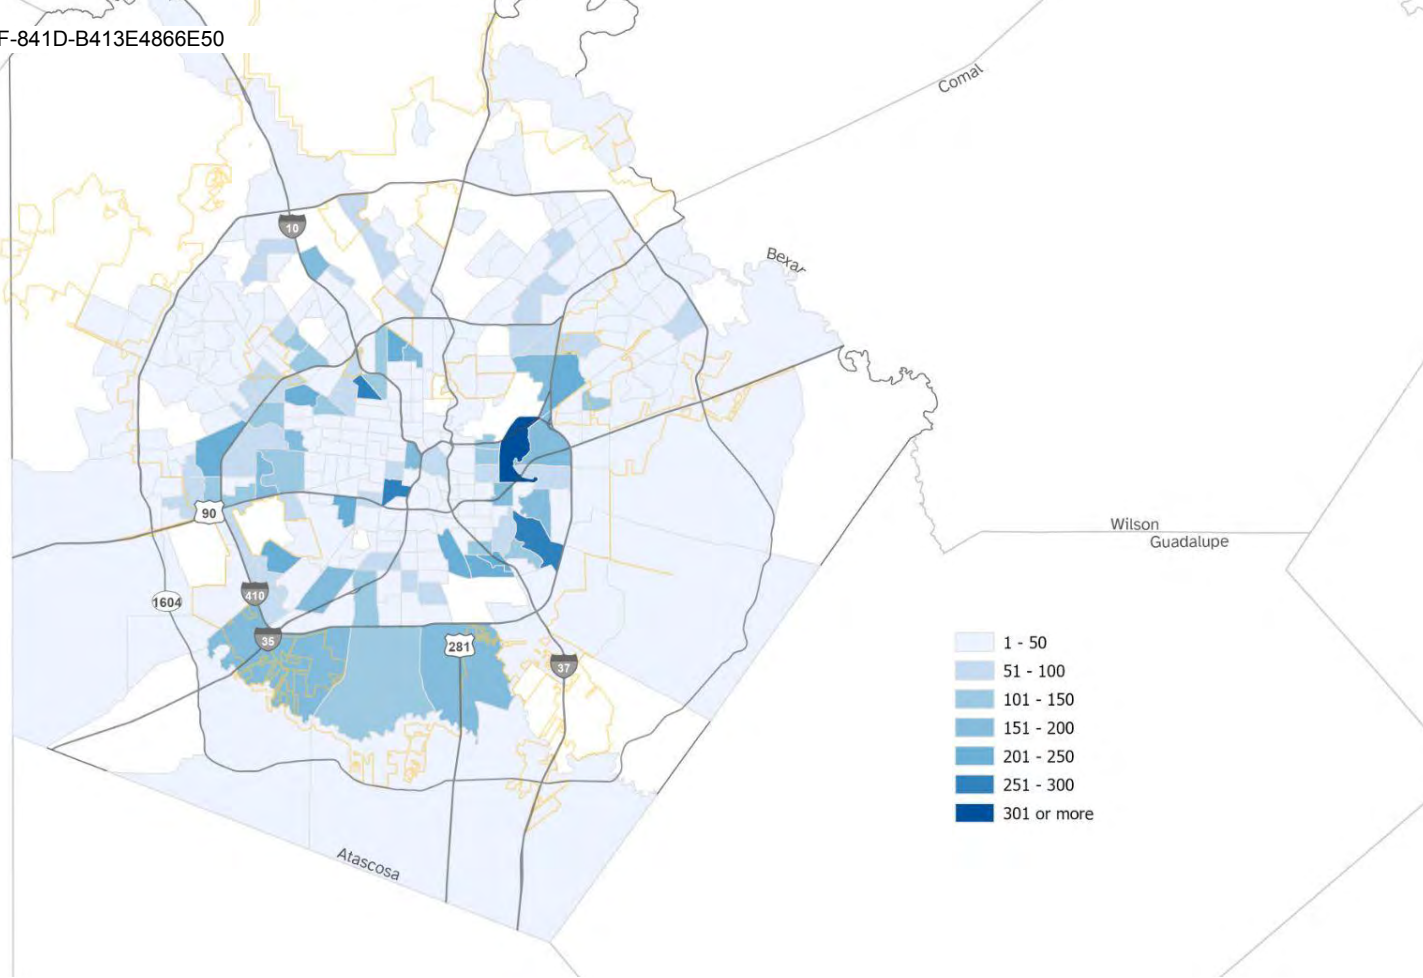 F-841D-B413E4866E50
Comal
10
Bexar
90
Wilson
Guadalupe
410
1604
35
281
37
1 - 50
51 - 100
101 - 150
151 - 200
201 - 250
251 - 300
301 or more
Atascosa